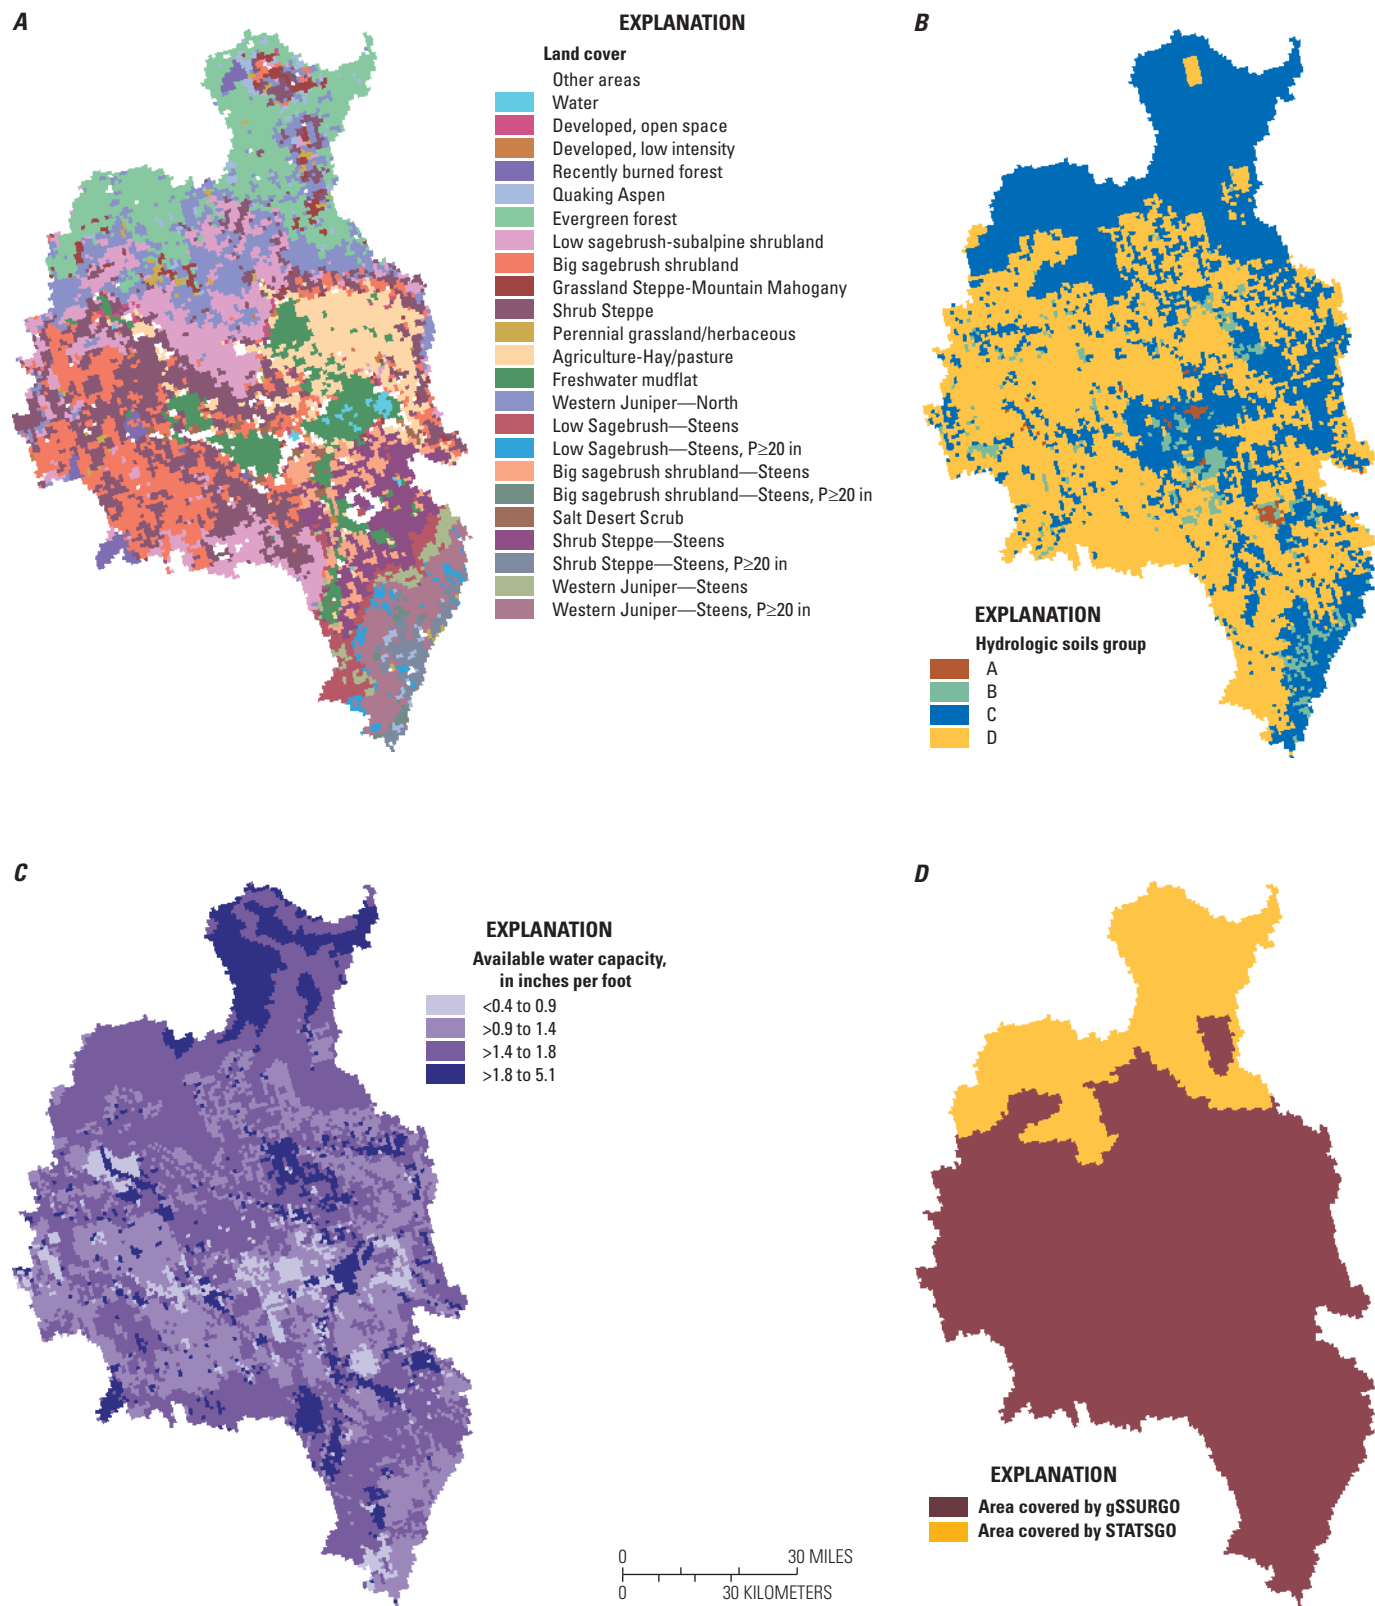 A
EXPLANATION
Land cover
Other areas
Water
Developed, open space
Developed, low intensity
Recently burned forest
Quaking Aspen
Evergreen forest
Low sagebrush-subalpine shrubland
Big sagebrush shrubland
Grassland Steppe-Mountain Mahogany
Shrub Steppe
Perennial grassland/herbaceous
Agriculture-Hay/pasture
Freshwater mudflat
Western Juniper—North
Low Sagebrush—Steens
Low Sagebrush—Steens, P≥20 in
Big sagebrush shrubland—Steens
Big sagebrush shrubland—Steens, P≥20 in
Salt Desert Scrub
Shrub Steppe—Steens
Shrub Steppe—Steens, P≥20 in
Western Juniper—Steens
Western Juniper—Steens, P≥20 in
B
EXPLANATION
Hydrologic soils group
A
B
C
D
C
EXPLANATION
Available water capacity,
in inches per foot
<0.4 to 0.9
>0.9 to 1.4
>1.4 to 1.8
>1.8 to 5.1
D
EXPLANATION
Area covered by gSSURGO
Area covered by STATSGO
0 30 MILES
0 30 KILOMETERS